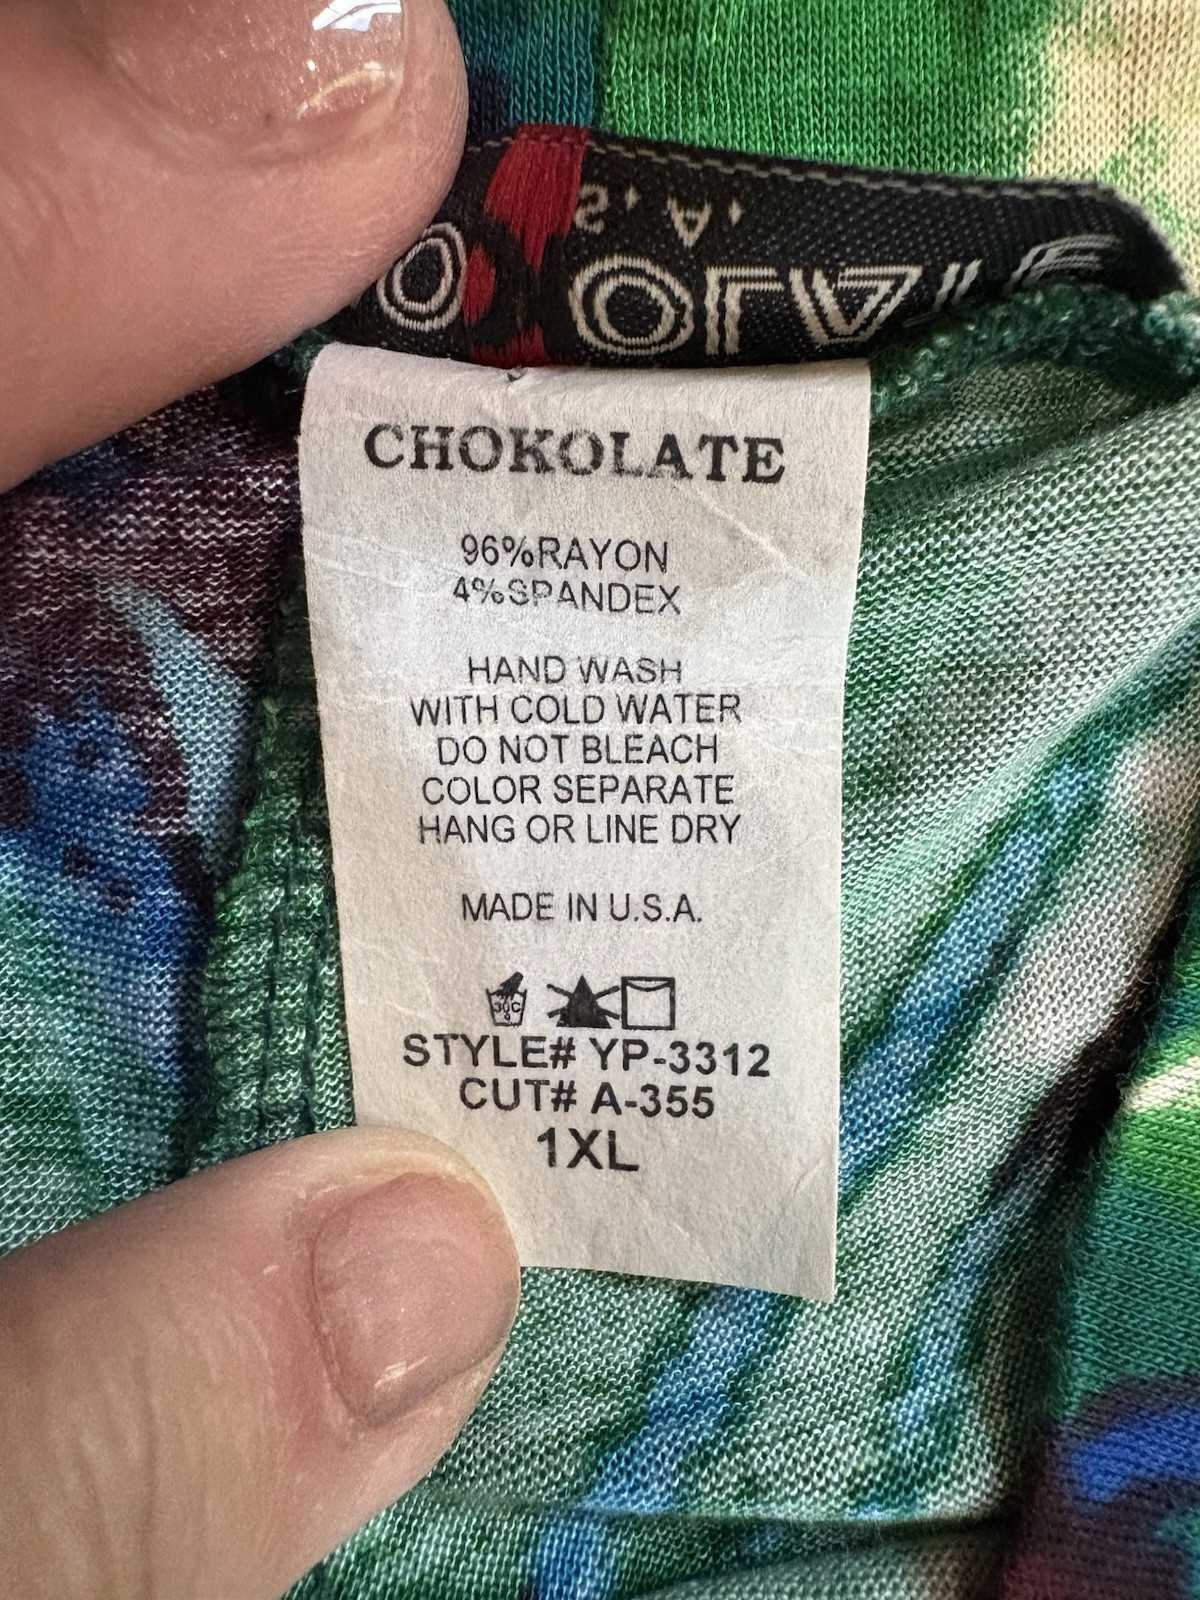 CHOKOLATE
96%RAYON
4%SPANDEX
HAND WASH
WITH COLD WATER
DO NOT BLEACH
COLOR SEPARATE
HANG OR LINE DRY
MADE IN U.S.A.
30C
STYLE# YP-3312
CUT# A-355
1XL